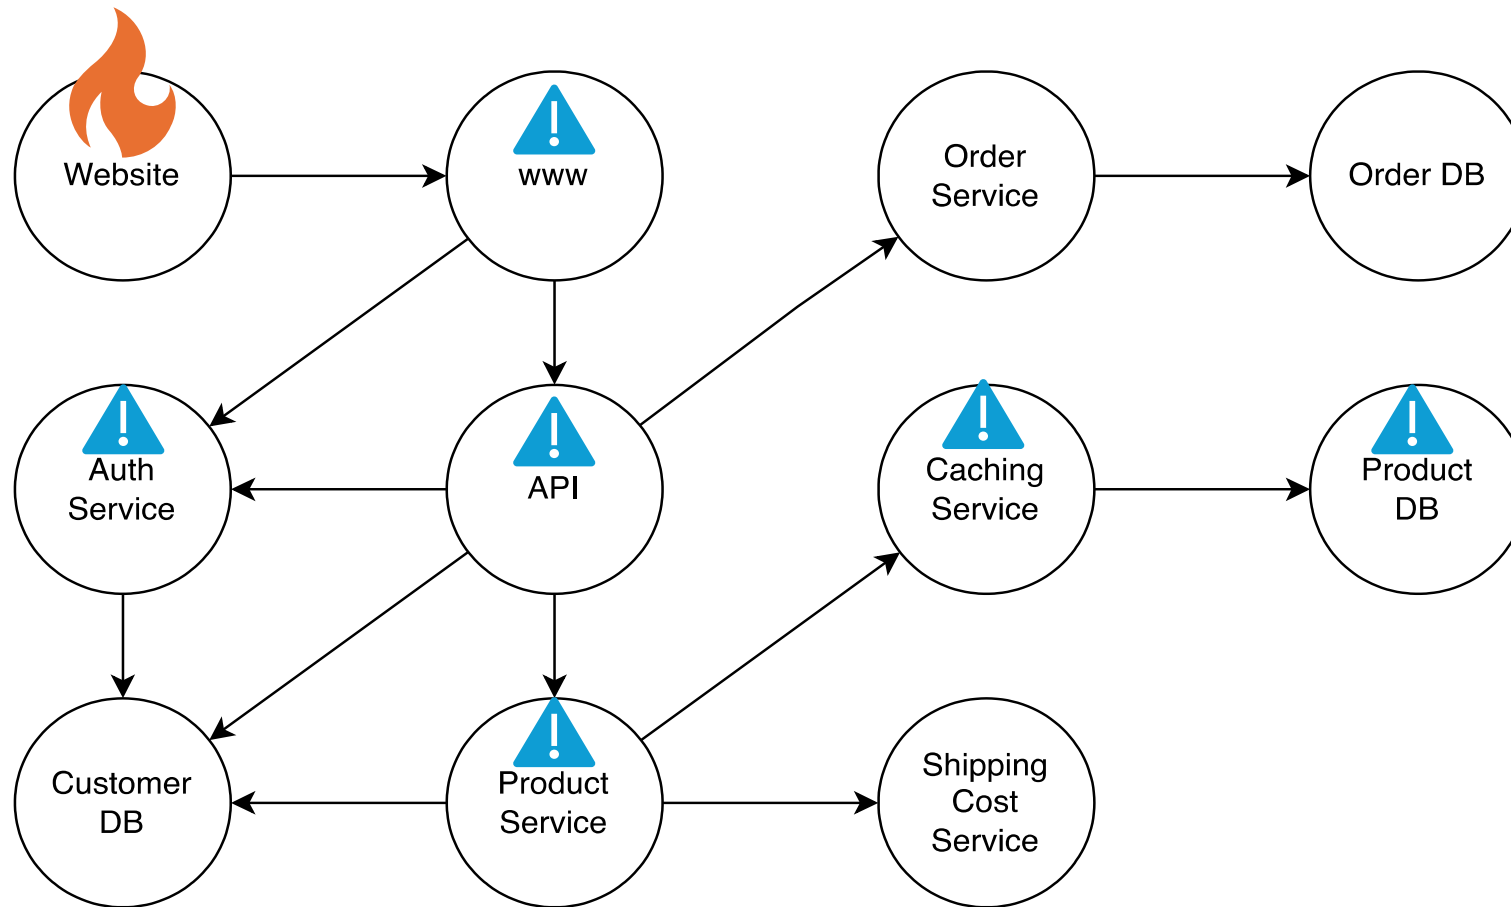 Website
www
Order
Service
Order DB
Auth
Service
API
Caching
Service
Product
DB
Customer
DB
Product
Service
Shipping
Cost
Service